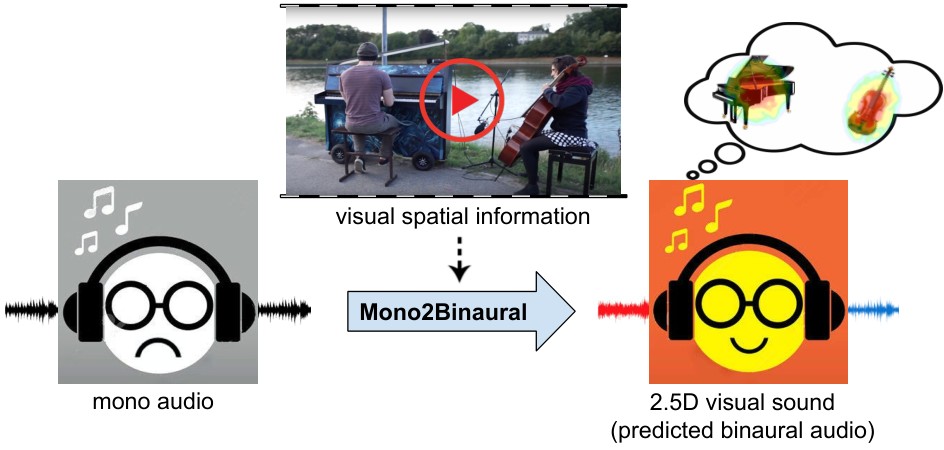 visual spatial information
Mono2Binaural
mono audio
2.5D visual sound
(predicted binaural audio)